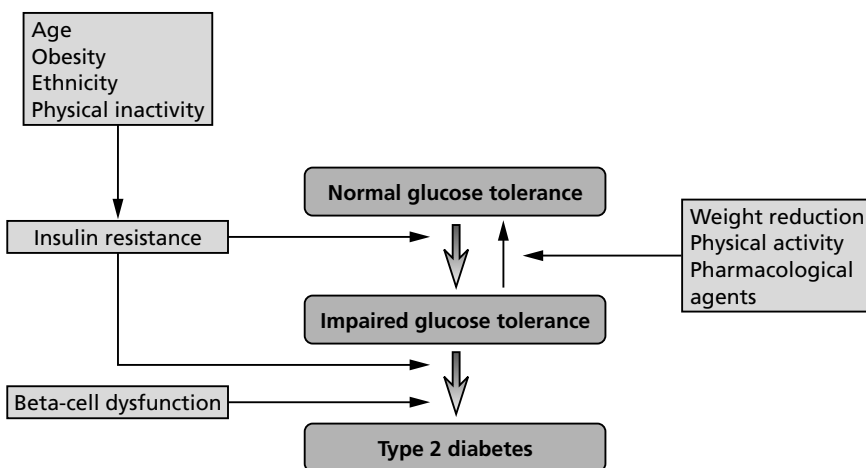 Age
Obesity
Ethnicity
Physical inactivity
Normal glucose tolerance
Insulin resistance
Weight reduction
Physical activity
Pharmacological
agents
Impaired glucose tolerance
Beta-cell dysfunction
Type 2 diabetes